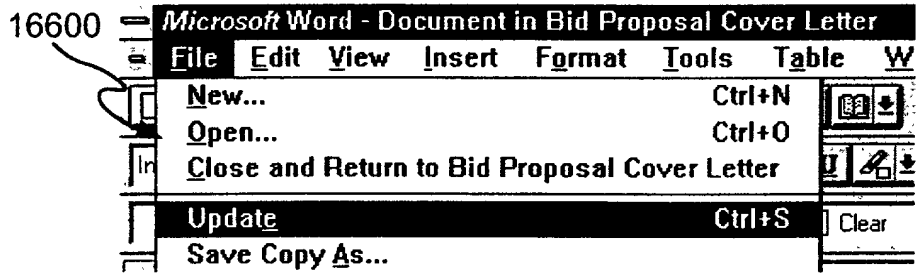 16600
Microsoft Word - Document in Bid Proposal Cover Letter
File Edit View Insert Format Tools Table W
New... Ctrl+N
Open... Ctrl+O
In Close and Return to Bid Proposal Cover Letter U
Update Ctrl+S Clear
Save Copy As...